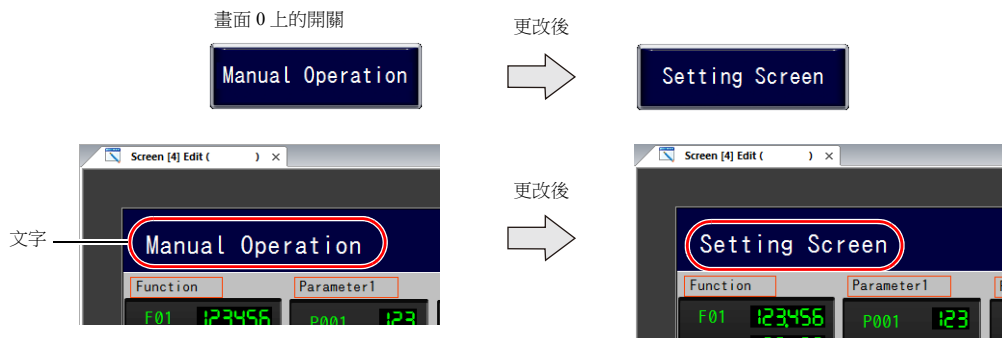 畫面 0 上的開關
更改後
Manual Operation
Setting Screen
Screen [4] Edit ( ) ×
Screen [4] Edit ( ) ×
更改後
文字
Manual Operation
Setting Screen
Function
Parameter1
Function
Parameter1
F01 123456
P001 123
F01 123,456
P001 123